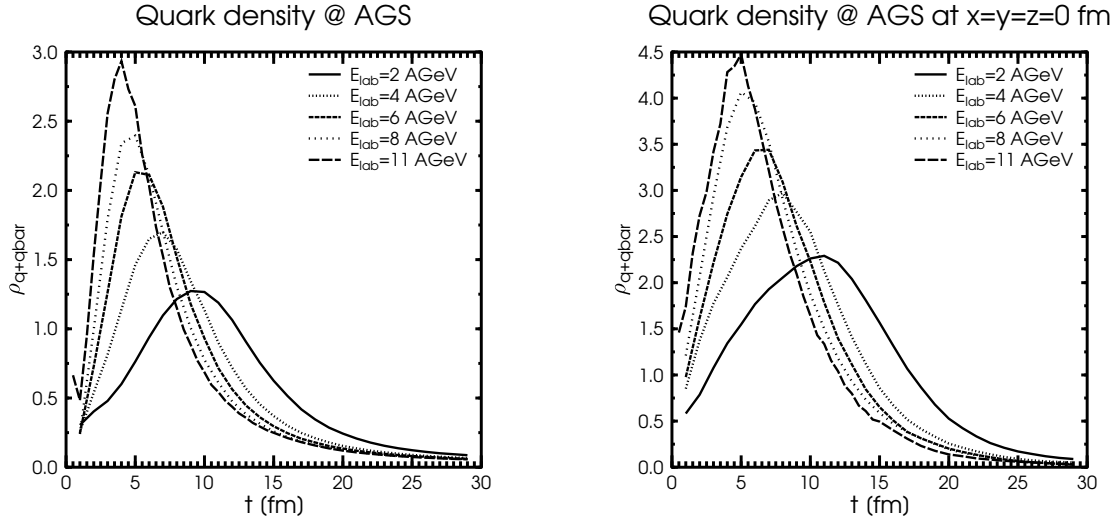 Quark density @ AGS
3.0
2.5
2.0
1.5
1.0
0.5
0.0
ρq+qbar
0 5 10 15 20 25 30
t (fm)
Elab=2 AGeV
Elab=4 AGeV
Elab=6 AGeV
Elab=8 AGeV
Elab=11 AGeV
Quark density @ AGS at x=y=z=0 fm
4.5
4.0
3.5
3.0
2.5
2.0
1.5
1.0
0.5
0.0
ρq+qbar
0 5 10 15 20 25 30
t (fm)
Elab=2 AGeV
Elab=4 AGeV
Elab=6 AGeV
Elab=8 AGeV
Elab=11 AGeV